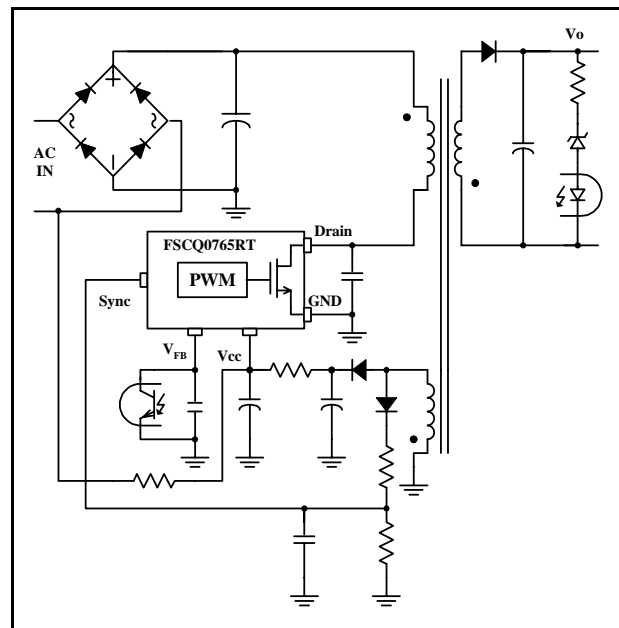 Vo
AC
IN
FSCQ0765RT
Drain
PWM
Sync
GND
VFB
Vcc